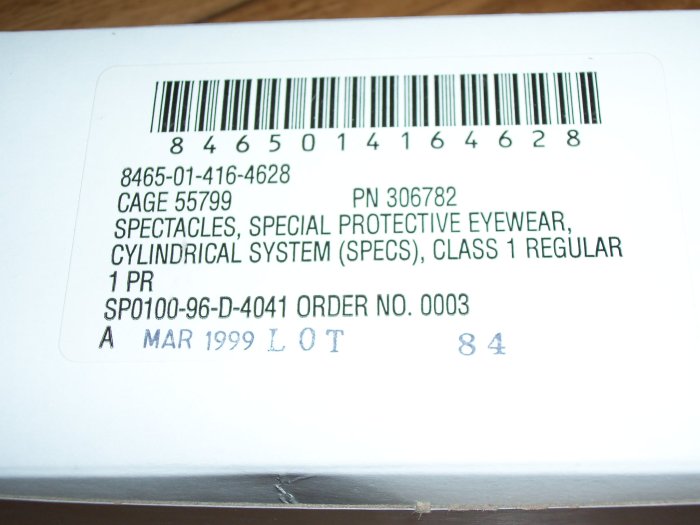 8465014164628
8465-01-416-4628
CAGE 55799 PN 306782
SPECTACLES, SPECIAL PROTECTIVE EYEWEAR,
CYLINDRICAL SYSTEM (SPECS), CLASS 1 REGULAR
1 PR
SP0100-96-D-4041 ORDER NO. 0003
A MAR 1999 LOT 84